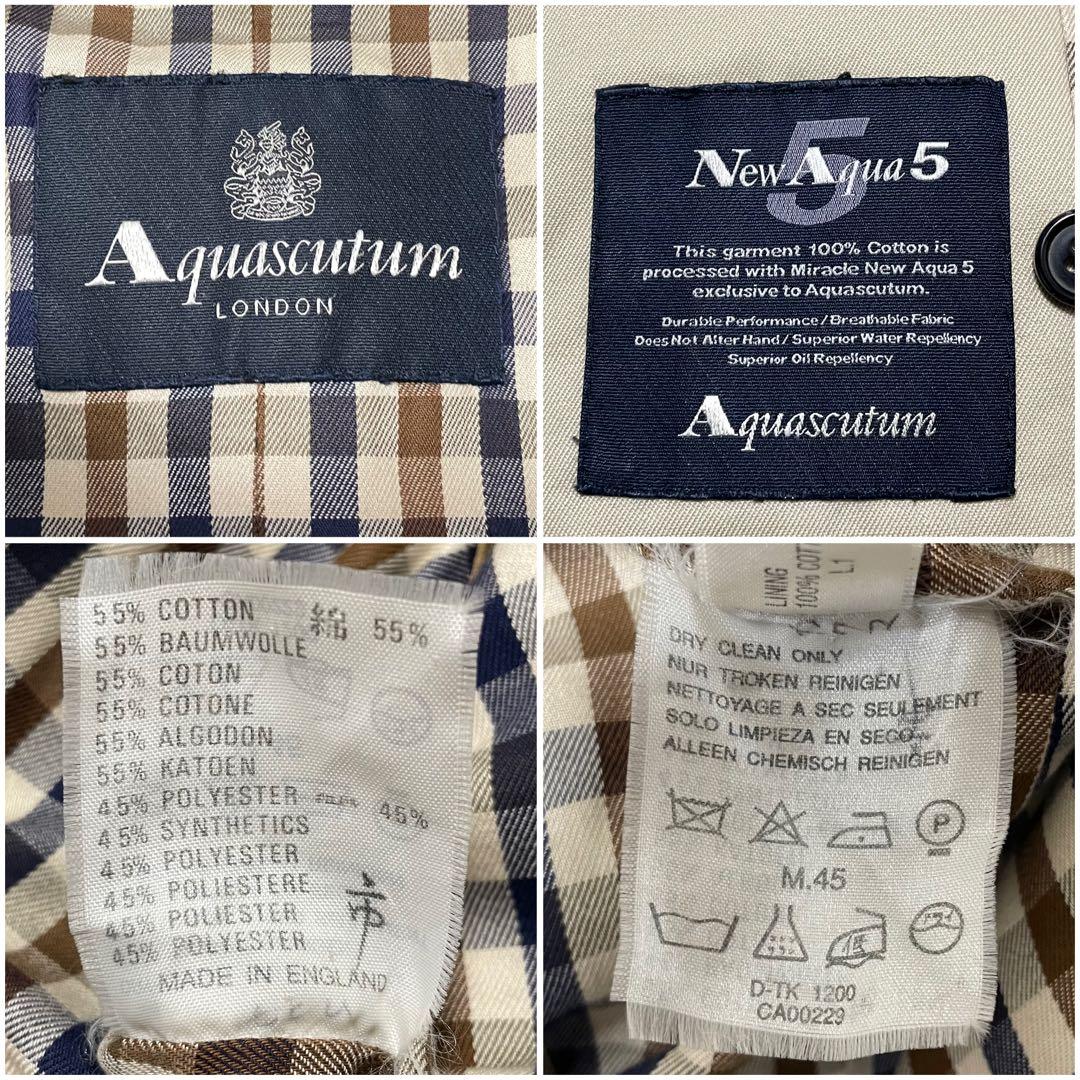 Aquascutum
LONDON
New Aqua 5
5
This garment 100% Cotton is
processed with Miracle New Aqua 5
exclusive to Aquascutum.
Durable Performance / Breathable Fabric
Does Not Alter Hand / Superior Water Repellency
Superior Oil Repellency
Aquascutum
55% COTTON 綿 55%
55% BAUMWOLLE
55% COTON
55% COTONE
55% ALGODON
55% KATOEN
45% POLYESTER 45%
45% SYNTHETICS
45% POLYESTER
45% POLIESTERE
45% POLIESTER
45% POLYESTER
MADE IN ENGLAND
LINING
100% COTT
L1
DRY CLEAN ONLY
NUR TROKEN REINIGEN
NETTOYAGE A SEC SEULEMENT
SOLO LIMPIEZA EN SECO
ALLEEN CHEMISCH REINIGEN
P
M.45
D-TK 1200
CA00229